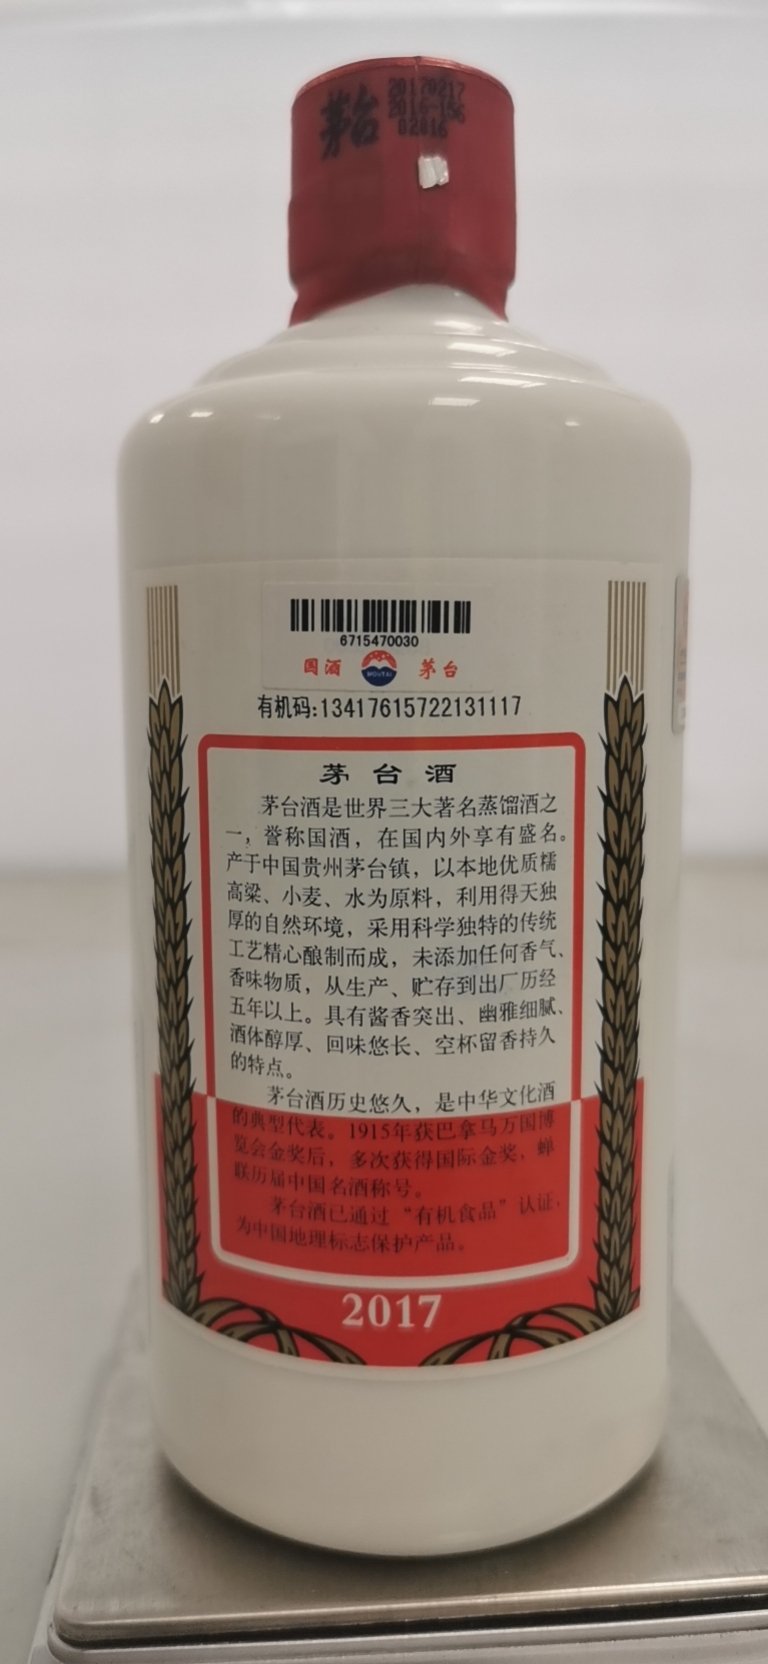 茅台
20170217
2016-156
02816
6715470030
国酒 MOUTAI 茅台
有机码:13417615722131117
茅台酒
茅台酒是世界三大著名蒸馏酒之
一，誉称国酒，在国内外享有盛名。
产于中国贵州茅台镇，以本地优质糯
高粱、小麦、水为原料，利用得天独
厚的自然环境，采用科学独特的传统
工艺精心酿制而成，未添加任何香气、
香味物质，从生产、贮存到出厂历经
五年以上。具有酱香突出、幽雅细腻、
酒体醇厚、回味悠长、空杯留香持久
的特点。
茅台酒历史悠久，是中华文化酒
的典型代表。1915年获巴拿马万国博
览会金奖后，多次获得国际金奖，蝉
联历届中国名酒称号。
茅台酒已通过“有机食品”认证，
为中国地理标志保护产品。
2017